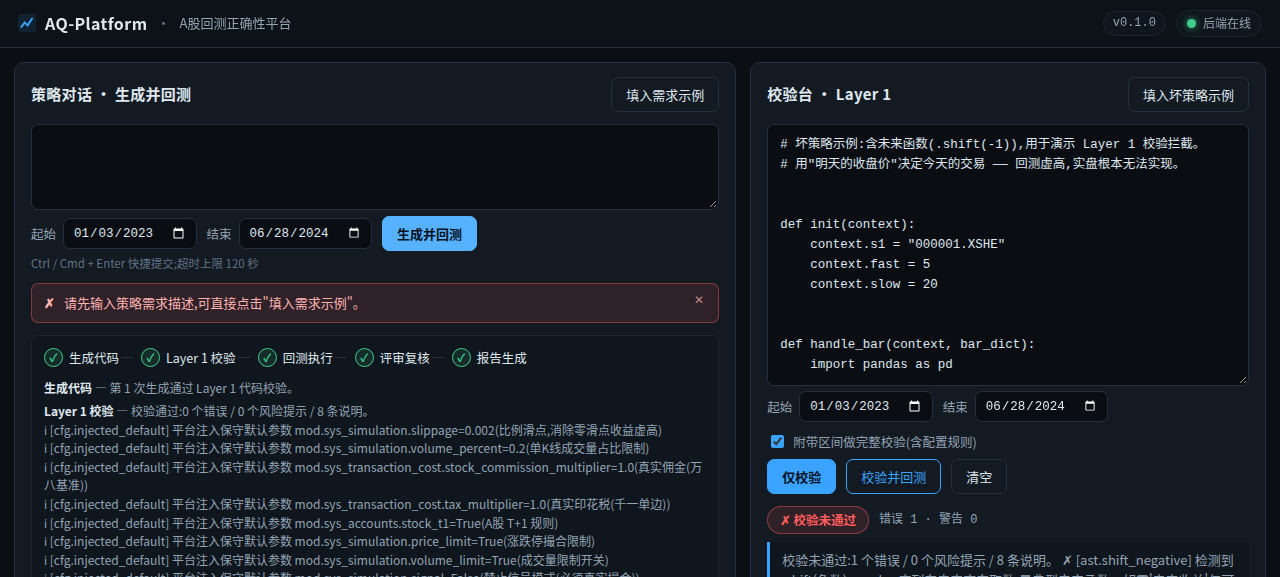 AQ-Platform · A股回测正确性平台
v0.1.0 后端在线
策略对话 · 生成并回测
填入需求示例
起始 01/03/2023 结束 06/28/2024 生成并回测
Ctrl / Cmd + Enter 快捷提交;超时上限 120 秒
✗ 请先输入策略需求描述,可直接点击"填入需求示例"。 ×
✓ 生成代码 ✓ Layer 1 校验 ✓ 回测执行 ✓ 评审复核 ✓ 报告生成
生成代码 — 第 1 次生成通过 Layer 1 代码校验。
Layer 1 校验 — 校验通过:0 个错误 / 0 个风险提示 / 8 条说明。
i [cfg.injected_default] 平台注入保守默认参数 mod.sys_simulation.slippage=0.002(比例滑点,消除零滑点收益虚高)
i [cfg.injected_default] 平台注入保守默认参数 mod.sys_simulation.volume_percent=0.2(单K线成交量占比限制)
i [cfg.injected_default] 平台注入保守默认参数 mod.sys_transaction_cost.stock_commission_multiplier=1.0(真实佣金(万
八基准))
i [cfg.injected_default] 平台注入保守默认参数 mod.sys_transaction_cost.tax_multiplier=1.0(真实印花税(千一单边))
i [cfg.injected_default] 平台注入保守默认参数 mod.sys_accounts.stock_t1=True(A股 T+1 规则)
i [cfg.injected_default] 平台注入保守默认参数 mod.sys_simulation.price_limit=True(涨跌停撮合限制)
i [cfg.injected_default] 平台注入保守默认参数 mod.sys_simulation.volume_limit=True(成交量限制开关)
校验台 · Layer 1
填入坏策略示例
# 坏策略示例:含未来函数(.shift(-1)),用于演示 Layer 1 校验拦截。
# 用"明天的收盘价"决定今天的交易 —— 回测虚高,实盘根本无法实现。
def init(context):
    context.s1 = "000001.XSHE"
    context.fast = 5
    context.slow = 20
def handle_bar(context, bar_dict):
    import pandas as pd
起始 01/03/2023 结束 06/28/2024
附带区间做完整校验(含配置规则)
仅校验 校验并回测 清空
✗ 校验未通过 错误 1 · 警告 0
校验未通过:1 个错误 / 0 个风险提示 / 8 条说明。 ✗ [ast.shift_negative] 检测到